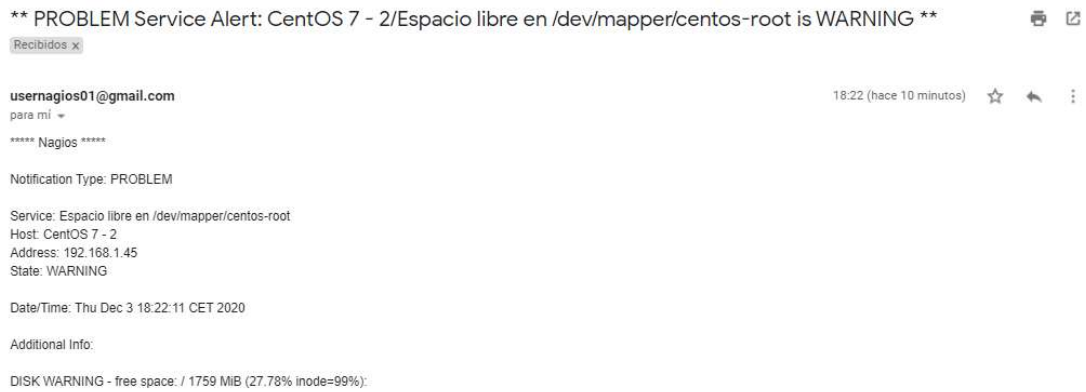 ** PROBLEM Service Alert: CentOS 7 - 2/Espacio libre en /dev/mapper/centos-root is WARNING **
Recibidos x
usernagios01@gmail.com
18:22 (hace 10 minutos)
para mí
***** Nagios *****
Notification Type: PROBLEM
Service: Espacio libre en /dev/mapper/centos-root
Host: CentOS 7 - 2
Address: 192.168.1.45
State: WARNING
Date/Time: Thu Dec 3 18:22:11 CET 2020
Additional Info:
DISK WARNING - free space: / 1759 MiB (27.78% inode=99%):